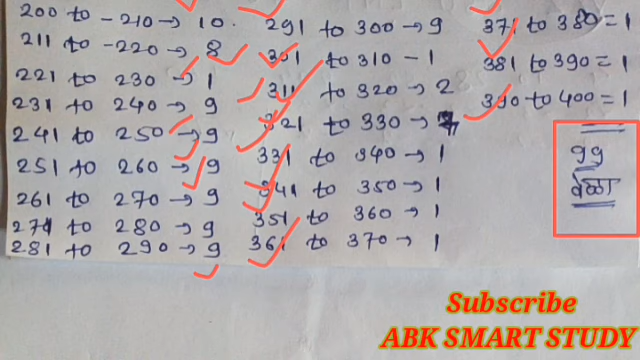 200 to - 210 → 10.
211 to - 220 → 8
221 to 230 → 1
231 to 240 → 9
241 to 250 → 9
251 to 260 → 9
261 to 270 → 9
271 to 280 → 9
281 to 290 → 9
291 to 300 → 9
301 to 310 - 1
311 to 320 → 2
321 to 330 →
331 to 340 → 1
341 to 350 → 1
351 to 360 → 1
361 to 370 → 1
371 to 380 = 1
381 to 390 = 1
390 to 400 = 1
99
वेळा
Subscribe
ABK SMART STUDY